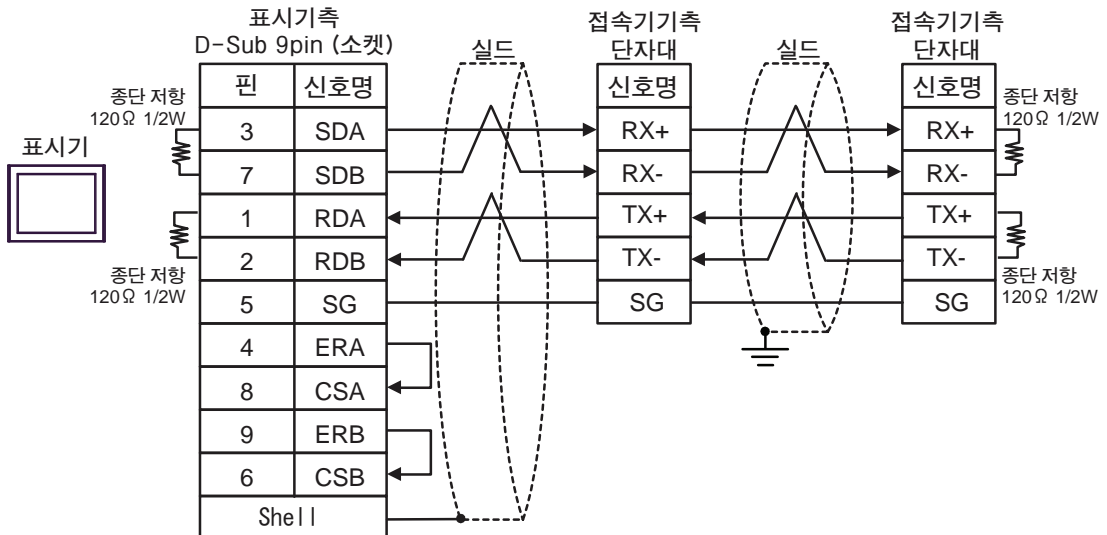 표시기측
D-Sub 9pin (소켓)
실드
접속기기측
단자대
실드
접속기기측
단자대
표시기
종단 저항
120Ω 1/2W
종단 저항
120Ω 1/2W
핀 신호명
3 SDA
7 SDB
1 RDA
2 RDB
5 SG
4 ERA
8 CSA
9 ERB
6 CSB
Shell
신호명
RX+
RX-
TX+
TX-
SG
신호명
RX+
RX-
TX+
TX-
SG
종단 저항
120Ω 1/2W
종단 저항
120Ω 1/2W